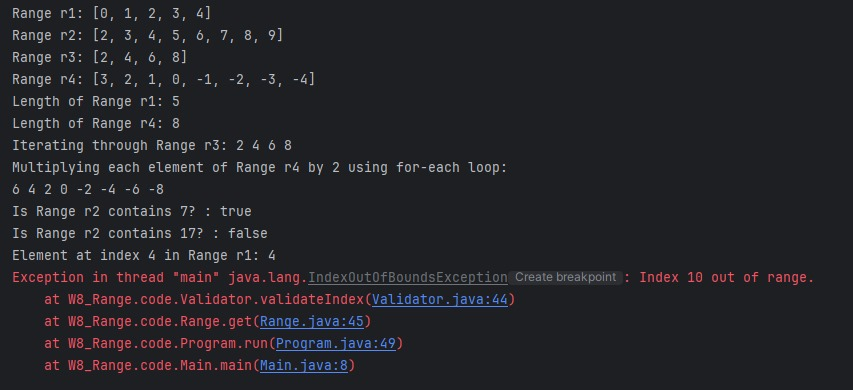 Range r1: [0, 1, 2, 3, 4]
Range r2: [2, 3, 4, 5, 6, 7, 8, 9]
Range r3: [2, 4, 6, 8]
Range r4: [3, 2, 1, 0, -1, -2, -3, -4]
Length of Range r1: 5
Length of Range r4: 8
Iterating through Range r3: 2 4 6 8
Multiplying each element of Range r4 by 2 using for-each loop:
6 4 2 0 -2 -4 -6 -8
Is Range r2 contains 7? : true
Is Range r2 contains 17? : false
Element at index 4 in Range r1: 4
Exception in thread "main" java.lang.IndexOutOfBoundsException Create breakpoint : Index 10 out of range.
at W8_Range.code.Validator.validateIndex(Validator.java:44)
at W8_Range.code.Range.get(Range.java:45)
at W8_Range.code.Program.run(Program.java:49)
at W8_Range.code.Main.main(Main.java:8)